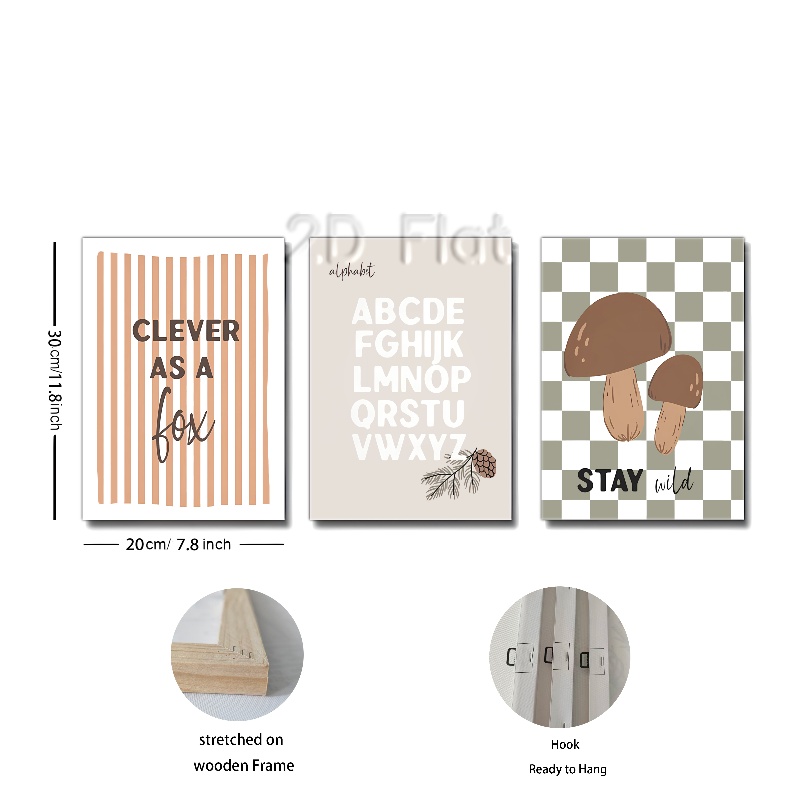 2D Flat
30cm/11.8inch
CLEVER
AS A
fox
alphabet
ABCDE
FGHIJK
LMNÓP
QRSTU
VWXYZ
STAY wild
20cm/ 7.8 inch
stretched on
wooden Frame
Hook
Ready to Hang